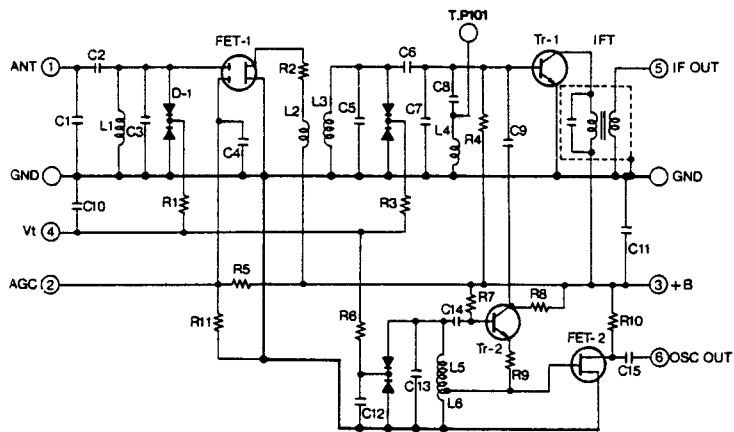 T.P101
FET-1
C6
Tr-1
IFT
ANT 1
C2
R2
5 IF OUT
D-1
L3
C8
C1
L1
C3
L2
C5
C7
R4
C9
C4
L4
GND
GND
C10
R1
R3
Vt 4
C11
AGC 2
R5
3 +B
R11
R6
C14
R7
R8
R10
FET-2
Tr-2
6 OSC OUT
C13
L5
R9
C15
C12
L6